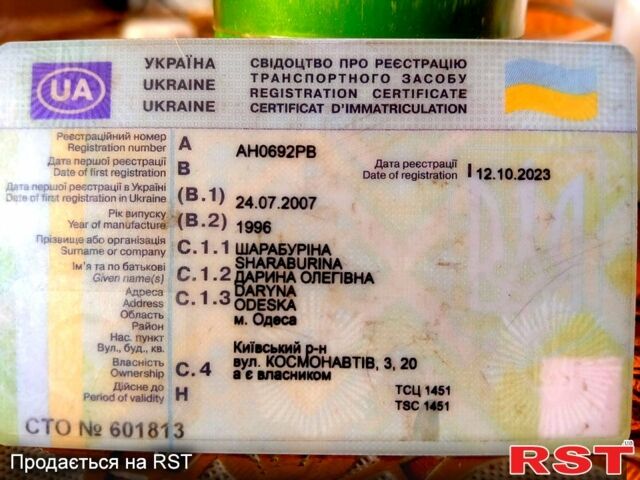 УКРАЇНА
UKRAINE
UKRAINE
UA
СВІДОЦТВО ПРО РЕЄСТРАЦІЮ
ТРАНСПОРТНОГО ЗАСОБУ
REGISTRATION CERTIFICATE
CERTIFICAT D'IMMATRICULATION
Реєстраційний номер
Registration number
A
AH0692PB
Дата першої реєстрації
Date of first registration
B
Дата реєстрації
Date of registration
I 12.10.2023
Дата першої реєстрації в Україні
Date of first registration in Ukraine
(B.1) 24.07.2007
Рік випуску
Year of manufacture
(B.2) 1996
Прізвище або організація
Surname or company
C.1.1 ШАРАБУРІНА
SHARABURINA
Ім'я та по батькові
Given name(s)
C.1.2 ДАРИНА ОЛЕГІВНА
DARYNA
Адреса
Address
C.1.3 ODESKA
Область
м. Одеса
Район
Нас. пункт
Київський р-н
Вул., буд., кв.
вул. КОСМОНАВТІВ, 3, 20
Власність
Ownership
C.4
а є власником
Дійсне до
Period of validity
H
ТСЦ 1451
TSC 1451
СТО № 601813
Продається на RST
RST.UA